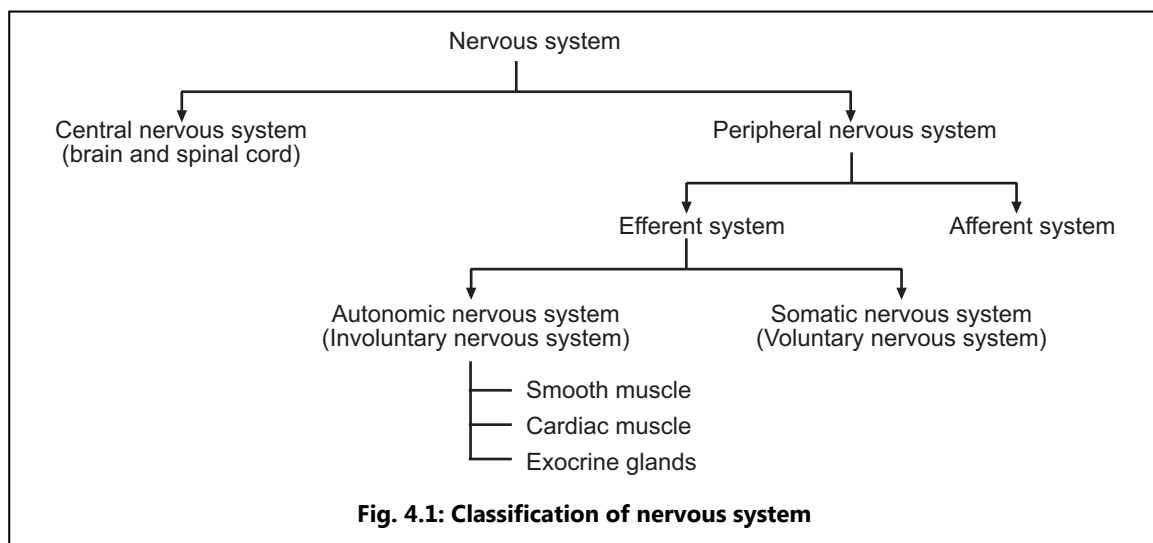 Nervous system
Central nervous system
(brain and spinal cord)
Peripheral nervous system
Efferent system
Afferent system
Autonomic nervous system
(Involuntary nervous system)
Somatic nervous system
(Voluntary nervous system)
Smooth muscle
Cardiac muscle
Exocrine glands
Fig. 4.1: Classification of nervous system